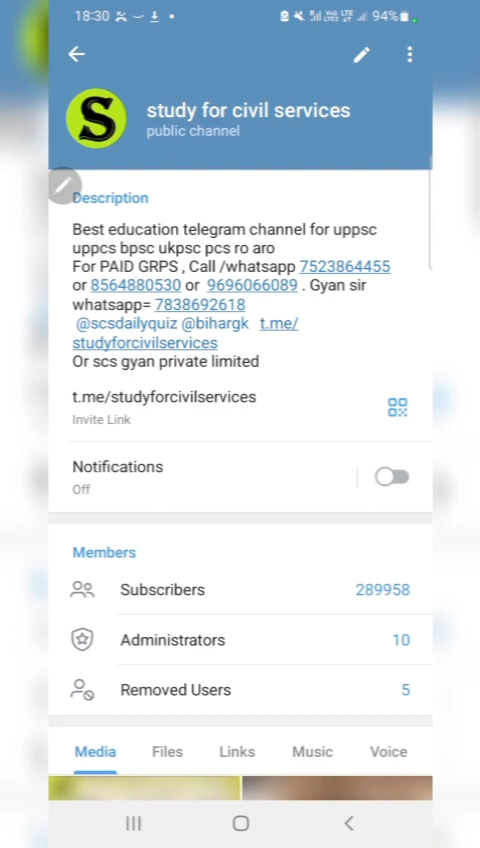 18:30
94%
S
study for civil services
public channel
Description
Best education telegram channel for uppsc
uppcs bpsc ukpsc pcs ro aro
For PAID GRPS , Call /whatsapp 7523864455
or 8564880530 or 9696066089 . Gyan sir
whatsapp= 7838692618
@scsdailyquiz @bihargk t.me/
studyforcivilservices
Or scs gyan private limited
t.me/studyforcivilservices
Invite Link
Notifications
Off
Members
Subscribers 289958
Administrators 10
Removed Users 5
Media Files Links Music Voice